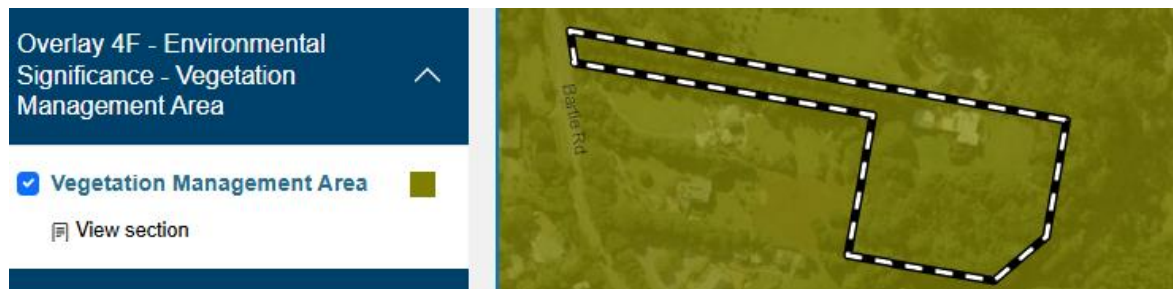 Overlay 4F - Environmental
Significance - Vegetation
Management Area
Vegetation Management Area
View section
Bartle Rd